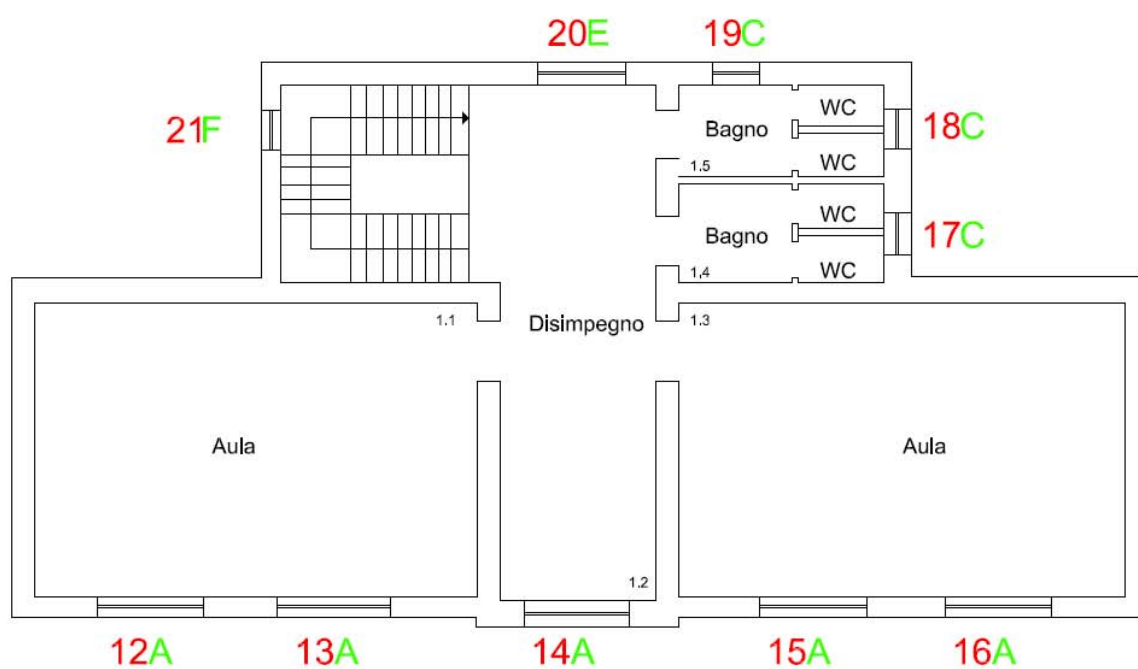 20E
19C
21F
WC
18C
Bagno
1.5
WC
WC
17C
Bagno
1.4
WC
1.1
Disimpegno
1.3
Aula
Aula
1.2
12A
13A
14A
15A
16A